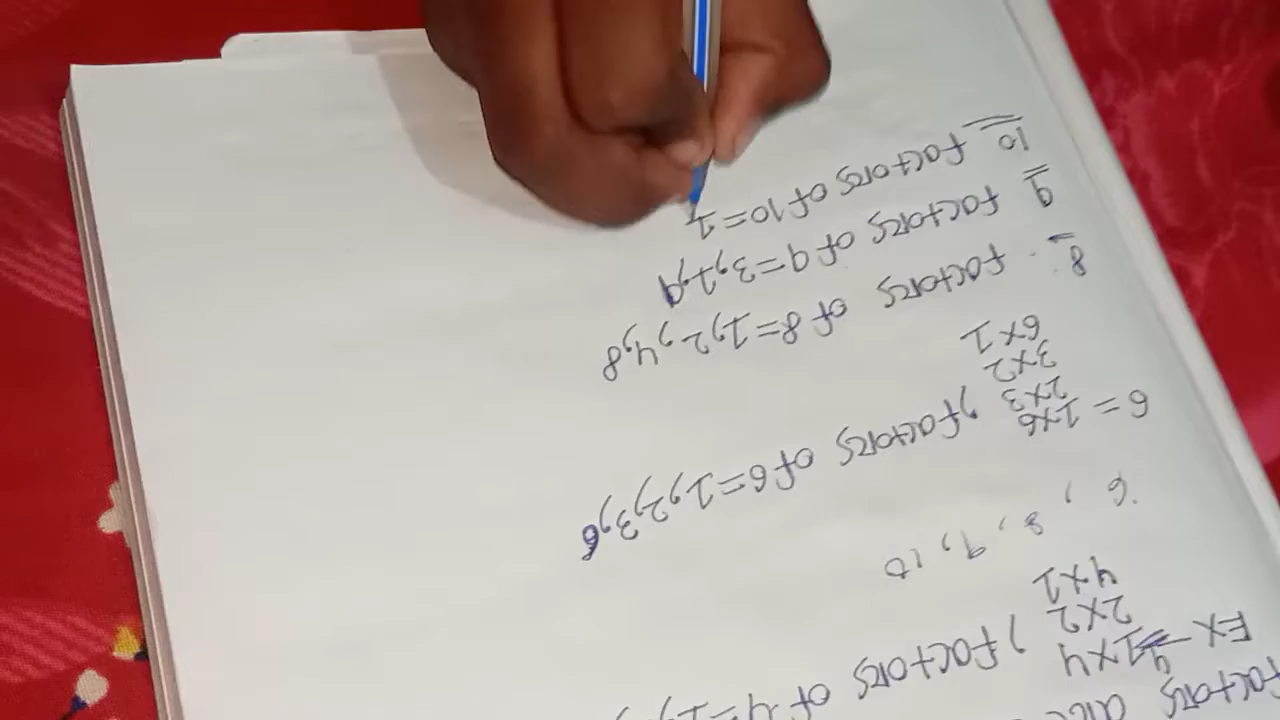 Factors
EX - 4 1×4
2×2 , Factors of 4 = 1,
4×1
6 , 8 , 9 , 10
6 = 1×6
2×3 , Factors of 6 = 1, 2, 3, 6
3×2
6×1
8. Factors of 8 = 1, 2, 4, 8
9 Factors of 9 = 3, 1, 9
10 Factors of 10 = 1